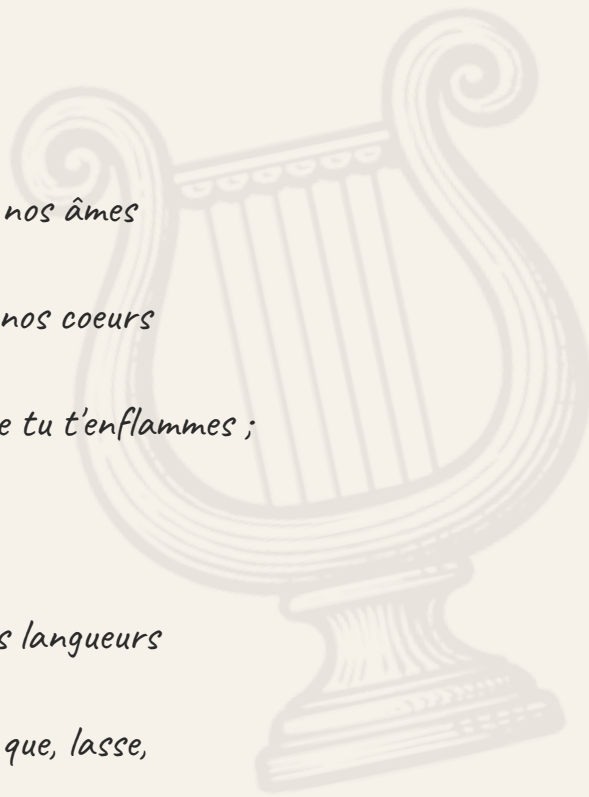 nos âmes
nos coeurs
e tu t'enflammes ;
s langueurs
que, lasse,